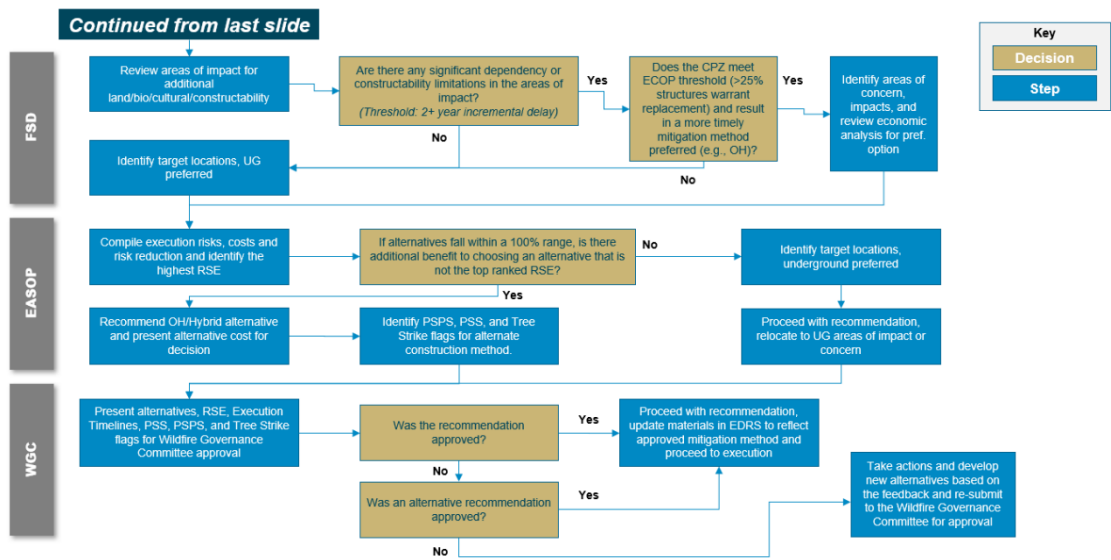 Continued from last slide
Key
Decision
Step
FSD
Review areas of impact for
additional
land/bio/cultural/constructability
Are there any significant dependency or
constructability limitations in the areas of
impact?
(Threshold: 2+ year incremental delay)
Yes
No
Does the CPZ meet
ECOP threshold (>25%
structures warrant
replacement) and result
in a more timely
mitigation method
preferred (e.g., OH)?
Yes
No
Identify areas of
concern,
impacts, and
review economic
analysis for pref.
option
Identify target locations, UG
preferred
EASOP
Compile execution risks, costs and
risk reduction and identify the
highest RSE
If alternatives fall within a 100% range, is there
additional benefit to choosing an alternative that is
not the top ranked RSE?
No
Yes
Identify target locations,
underground preferred
Recommend OH/Hybrid alternative
and present alternative cost for
decision
Identify PSPS, PSS, and Tree
Strike flags for alternate
construction method.
Proceed with recommendation,
relocate to UG areas of impact or
concern
WGC
Present alternatives, RSE, Execution
Timelines, PSS, PSPS, and Tree Strike
flags for Wildfire Governance
Committee approval
Was the recommendation
approved?
Yes
No
Proceed with recommendation,
update materials in EDRS to reflect
approved mitigation method and
proceed to execution
Was an alternative recommendation
approved?
Yes
No
Take actions and develop
new alternatives based on
the feedback and re-submit
to the Wildfire Governance
Committee for approval